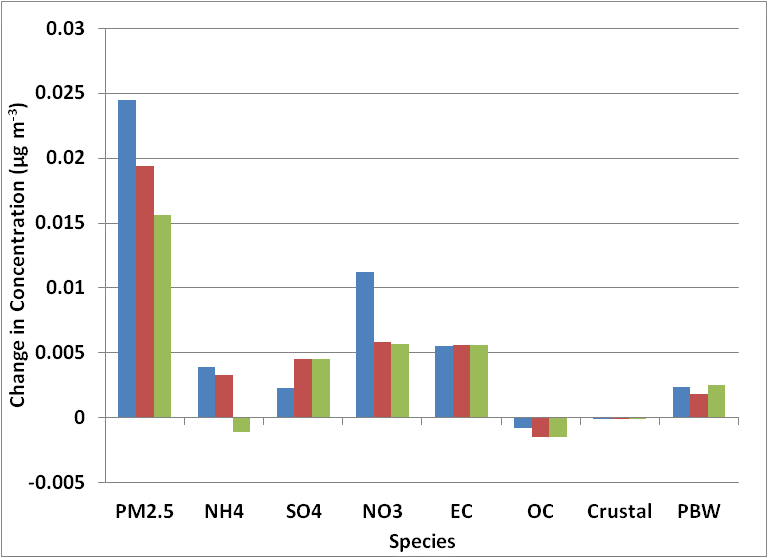 0.03
0.025
0.02
0.015
0.01
0.005
0
-0.005
Change in Concentration (µg m⁻³)
PM2.5 NH4 SO4 NO3 EC OC Crustal PBW
Species